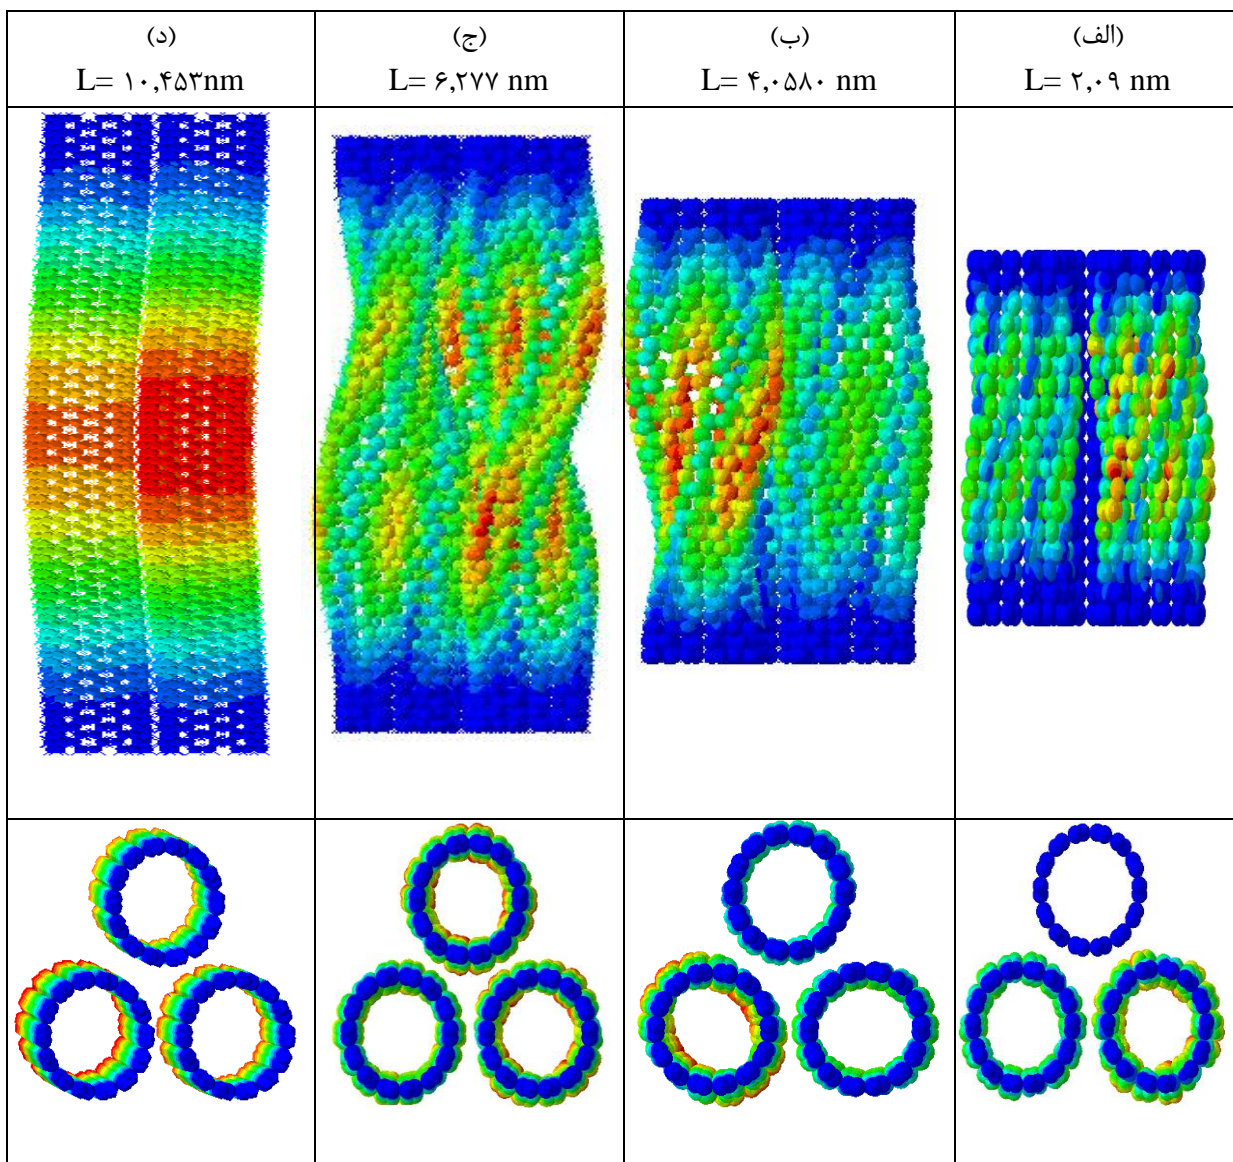 (الف)
L= ۲,۰۹ nm
(ب)
L= ۴,۰۵۸۰ nm
(ج)
L= ۶,۲۷۷ nm
(د)
L= ۱۰,۴۵۳nm